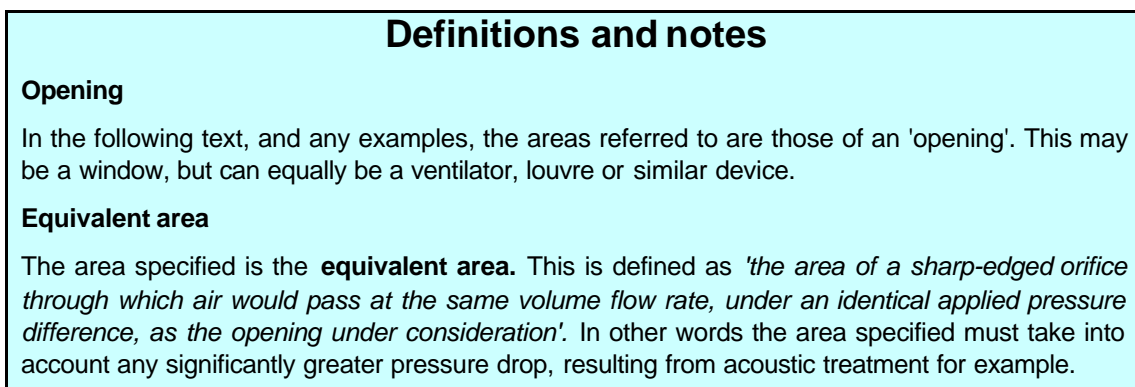 Definitions and notes
Opening
In the following text, and any examples, the areas referred to are those of an 'opening'. This may
be a window, but can equally be a ventilator, louvre or similar device.
Equivalent area
The area specified is the equivalent area. This is defined as 'the area of a sharp-edged orifice
through which air would pass at the same volume flow rate, under an identical applied pressure
difference, as the opening under consideration'. In other words the area specified must take into
account any significantly greater pressure drop, resulting from acoustic treatment for example.